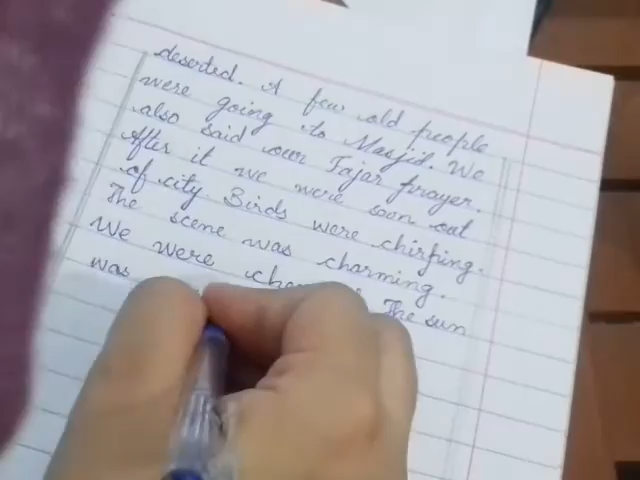 deserted. A few old people
were going to Masjid. We
also said our Fajar prayer.
After it we were soon out
of city Birds were chirping.
The scene was charming.
We were The sun
was